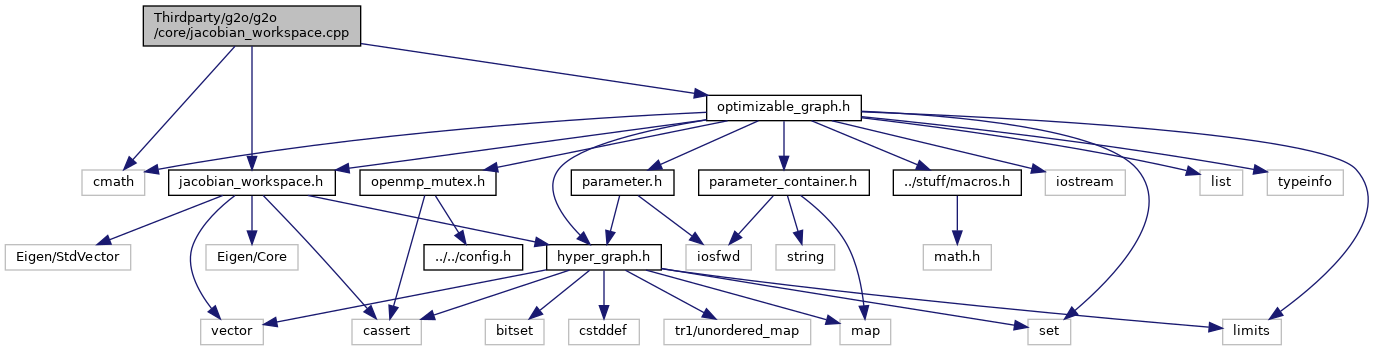 Thirdparty/g2o/g2o
/core/jacobian_workspace.cpp
optimizable_graph.h
cmath
jacobian_workspace.h
openmp_mutex.h
parameter.h
parameter_container.h
../stuff/macros.h
iostream
list
typeinfo
Eigen/StdVector
Eigen/Core
../../config.h
hyper_graph.h
iosfwd
string
math.h
vector
cassert
bitset
cstddef
tr1/unordered_map
map
set
limits